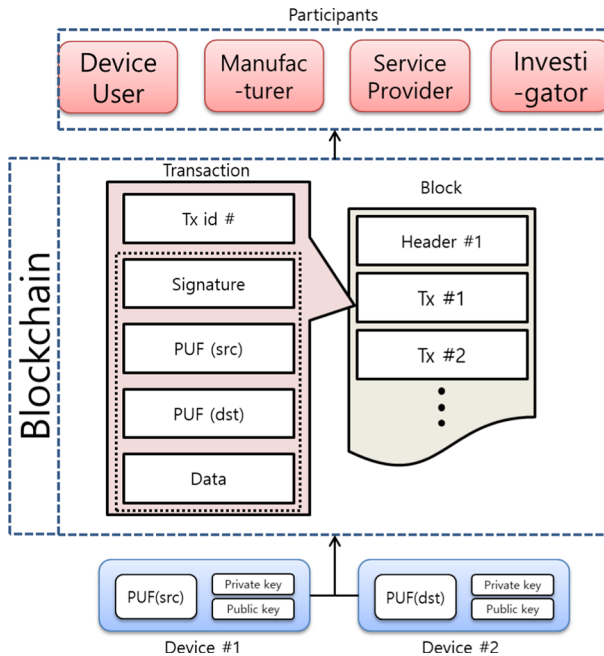 Participants
Device
User
Manufac
-turer
Service
Provider
Investi
-gator
Blockchain
Transaction
Tx id #
Signature
PUF (src)
PUF (dst)
Data
Block
Header #1
Tx #1
Tx #2
PUF(src)
Private key
Public key
Device #1
PUF(dst)
Private key
Public key
Device #2